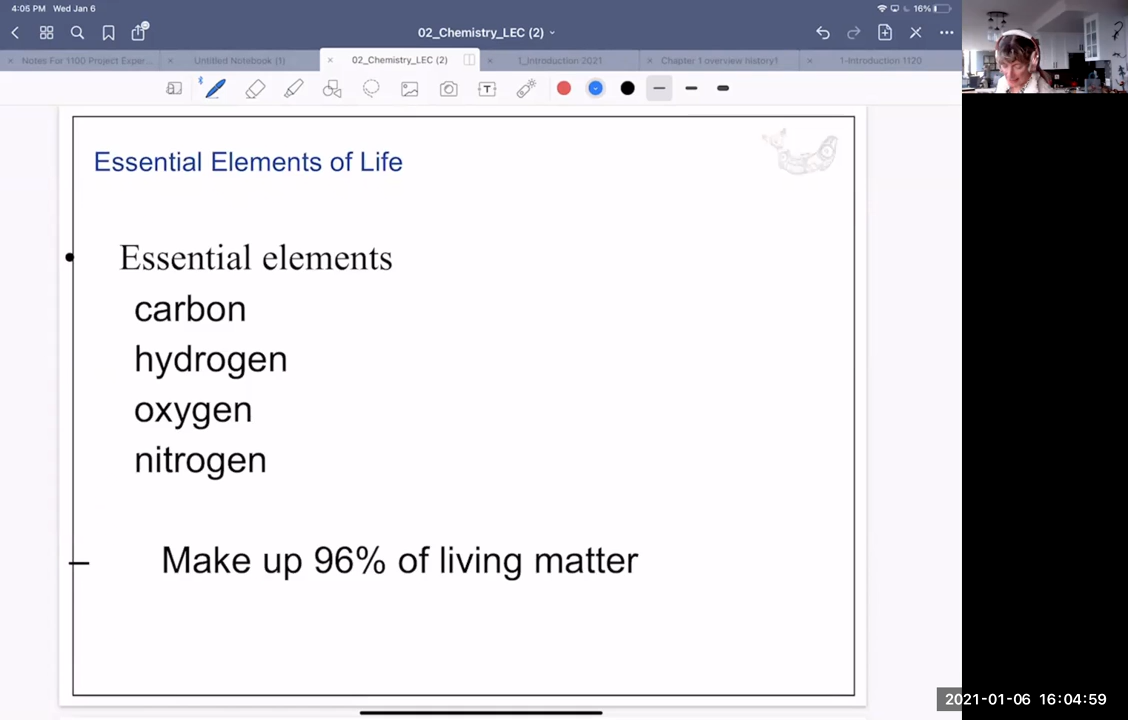 4:05 PM Wed Jan 6
16%
02_Chemistry_LEC (2)
Notes For 1100 Project Exper...
Untitled Notebook (1)
02_Chemistry_LEC (2)
1_Introduction 2021
Chapter 1 overview history1
1-Introduction 1120
T
Essential Elements of Life
• Essential elements
carbon
hydrogen
oxygen
nitrogen
– Make up 96% of living matter
2021-01-06 16:04:59